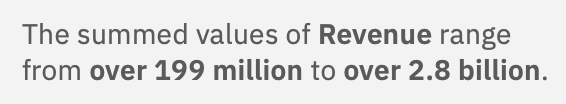 The summed values of Revenue range
from over 199 million to over 2.8 billion.